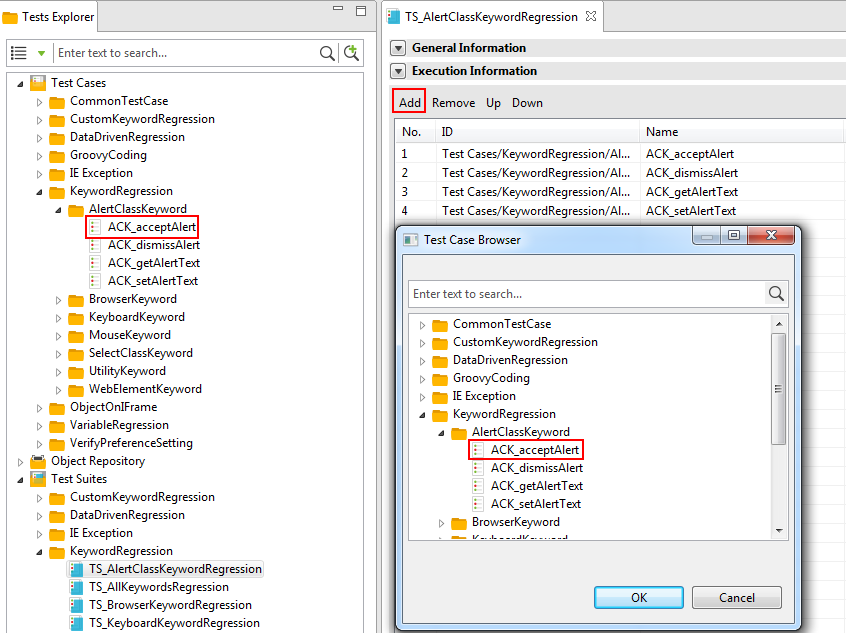 Tests Explorer
Enter text to search...
Test Cases
CommonTestCase
CustomKeywordRegression
DataDrivenRegression
GroovyCoding
IE Exception
KeywordRegression
AlertClassKeyword
ACK_acceptAlert
ACK_dismissAlert
ACK_getAlertText
ACK_setAlertText
BrowserKeyword
KeyboardKeyword
MouseKeyword
SelectClassKeyword
UtilityKeyword
WebElementKeyword
ObjectOnIFrame
VariableRegression
VerifyPreferenceSetting
Object Repository
Test Suites
CustomKeywordRegression
DataDrivenRegression
IE Exception
KeywordRegression
TS_AlertClassKeywordRegression
TS_AllKeywordsRegression
TS_BrowserKeywordRegression
TS_KeyboardKeywordRegression
TS_AlertClassKeywordRegression
General Information
Execution Information
Add Remove Up Down
No. ID Name
1 Test Cases/KeywordRegression/Al... ACK_acceptAlert
2 Test Cases/KeywordRegression/Al... ACK_dismissAlert
3 Test Cases/KeywordRegression/Al... ACK_getAlertText
4 Test Cases/KeywordRegression/Al... ACK_setAlertText
Test Case Browser
Enter text to search...
CommonTestCase
CustomKeywordRegression
DataDrivenRegression
GroovyCoding
IE Exception
KeywordRegression
AlertClassKeyword
ACK_acceptAlert
ACK_dismissAlert
ACK_getAlertText
ACK_setAlertText
BrowserKeyword
KeyboardKeyword
OK Cancel